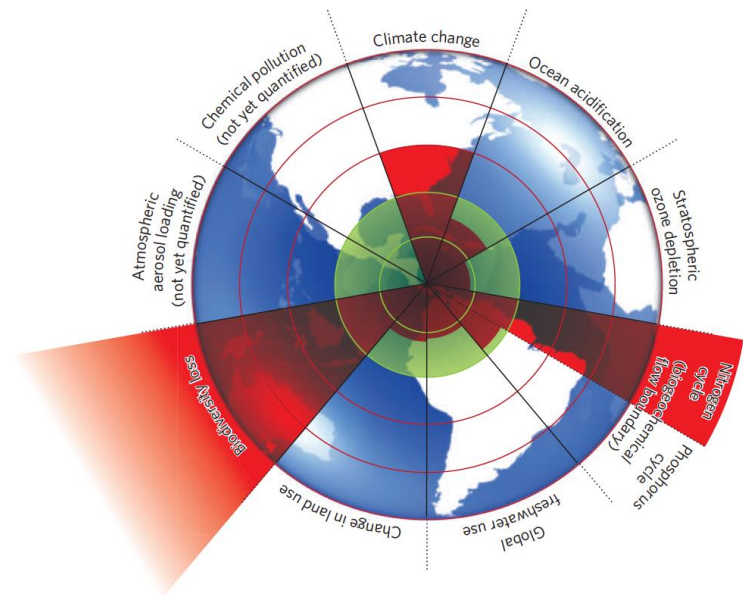 Climate change
Ocean acidification
Stratospheric
ozone depletion
Nitrogen
cycle
(biogeochemical
flow boundary)
Phosphorus
cycle
Global
freshwater use
Change in land use
Biodiversity loss
Atmospheric
aerosol loading
(not yet quantified)
Chemical pollution
(not yet quantified)